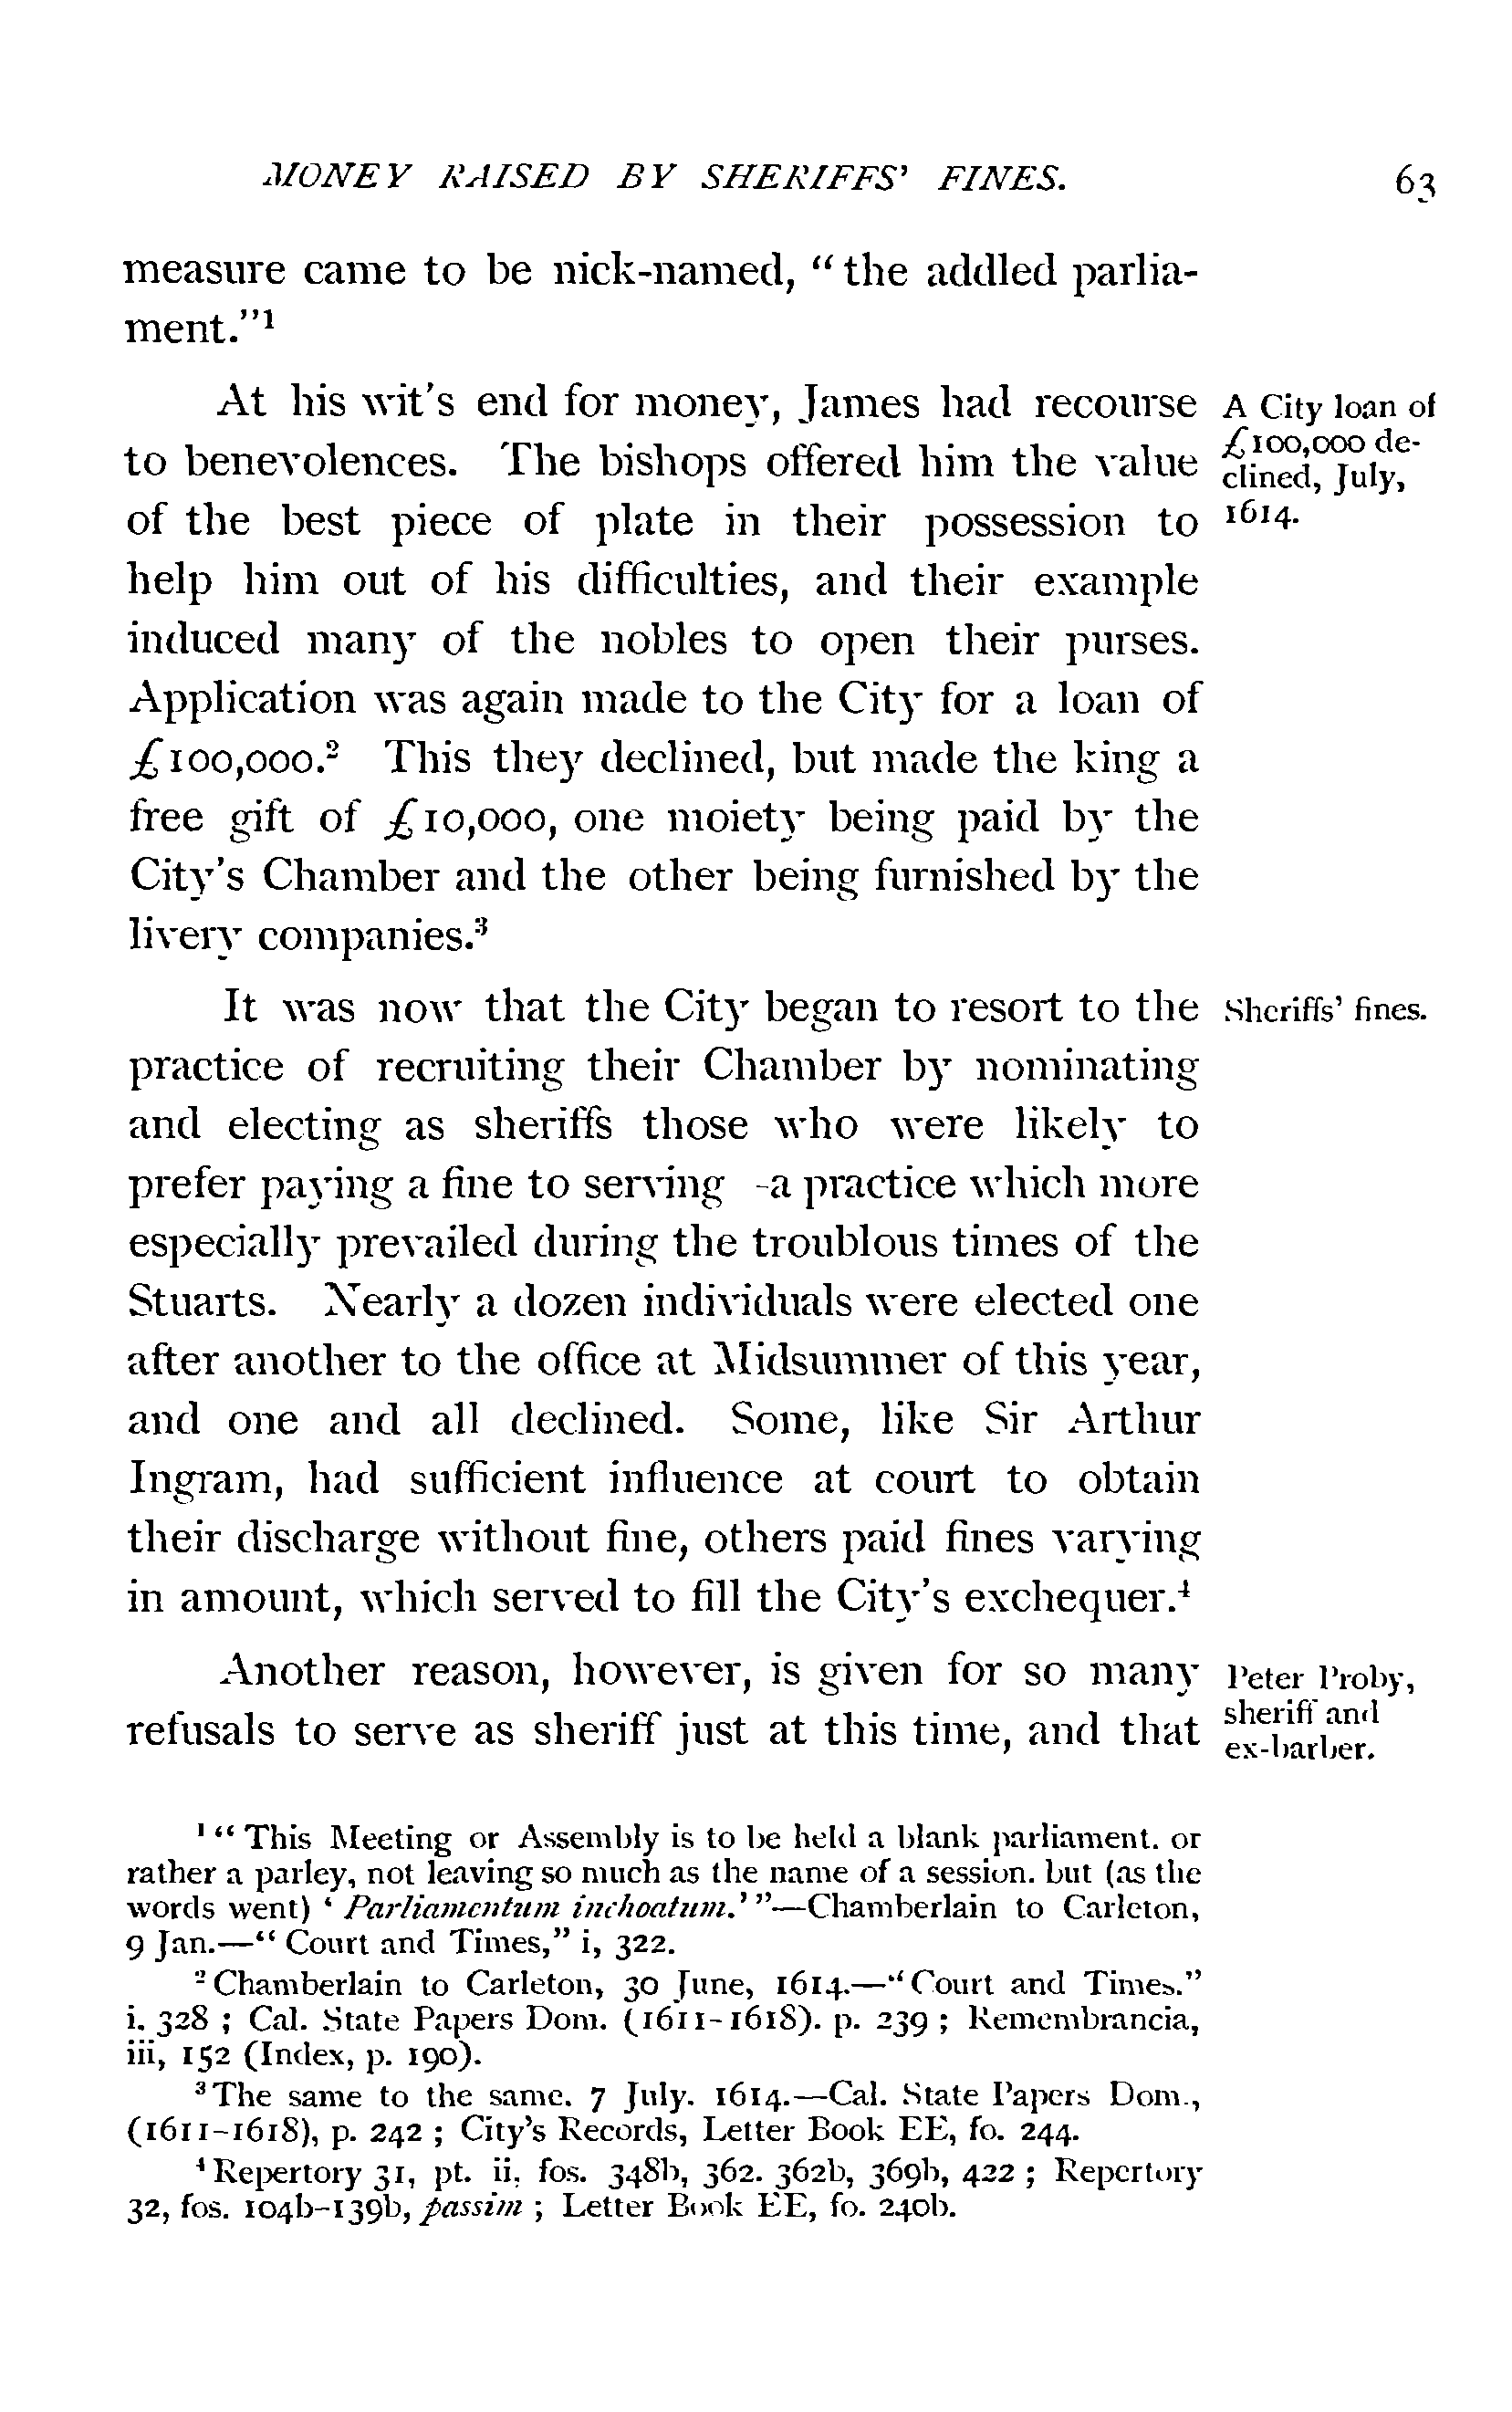 MONEY RAISED BY SHERIFFS' FINES. 63
measure came to be nick-named, "the addled parlia-
ment."¹
At his wit's end for money, James had recourse
to benevolences. The bishops offered him the value
of the best piece of plate in their possession to
help him out of his difficulties, and their example
induced many of the nobles to open their purses.
Application was again made to the City for a loan of
£100,000.² This they declined, but made the king a
free gift of £10,000, one moiety being paid by the
City's Chamber and the other being furnished by the
livery companies.³
A City loan of
£100,000 de-
clined, July,
1614.
It was now that the City began to resort to the
practice of recruiting their Chamber by nominating
and electing as sheriffs those who were likely to
prefer paying a fine to serving -a practice which more
especially prevailed during the troublous times of the
Stuarts. Nearly a dozen individuals were elected one
after another to the office at Midsummer of this year,
and one and all declined. Some, like Sir Arthur
Ingram, had sufficient influence at court to obtain
their discharge without fine, others paid fines varying
in amount, which served to fill the City's exchequer.⁴
Sheriffs' fines.
Another reason, however, is given for so many
refusals to serve as sheriff just at this time, and that
Peter Proby,
sheriff and
ex-barber.
¹ "This Meeting or Assembly is to be held a blank parliament. or
rather a parley, not leaving so much as the name of a session. but (as the
words went) 'Parliamentum inchoatum.'"—Chamberlain to Carleton,
9 Jan.—"Court and Times," i, 322.
² Chamberlain to Carleton, 30 June, 1614.—"Court and Times."
i. 328 ; Cal. State Papers Dom. (1611-1618). p. 239 ; Remembrancia,
iii, 152 (Index, p. 190).
³ The same to the same. 7 July. 1614.—Cal. State Papers Dom.,
(1611-1618), p. 242 ; City's Records, Letter Book EE, fo. 244.
⁴ Repertory 31, pt. ii. fos. 348b, 362. 362b, 369b, 422 ; Repertory
32, fos. 104b-139b, passim ; Letter Book EE, fo. 240b.